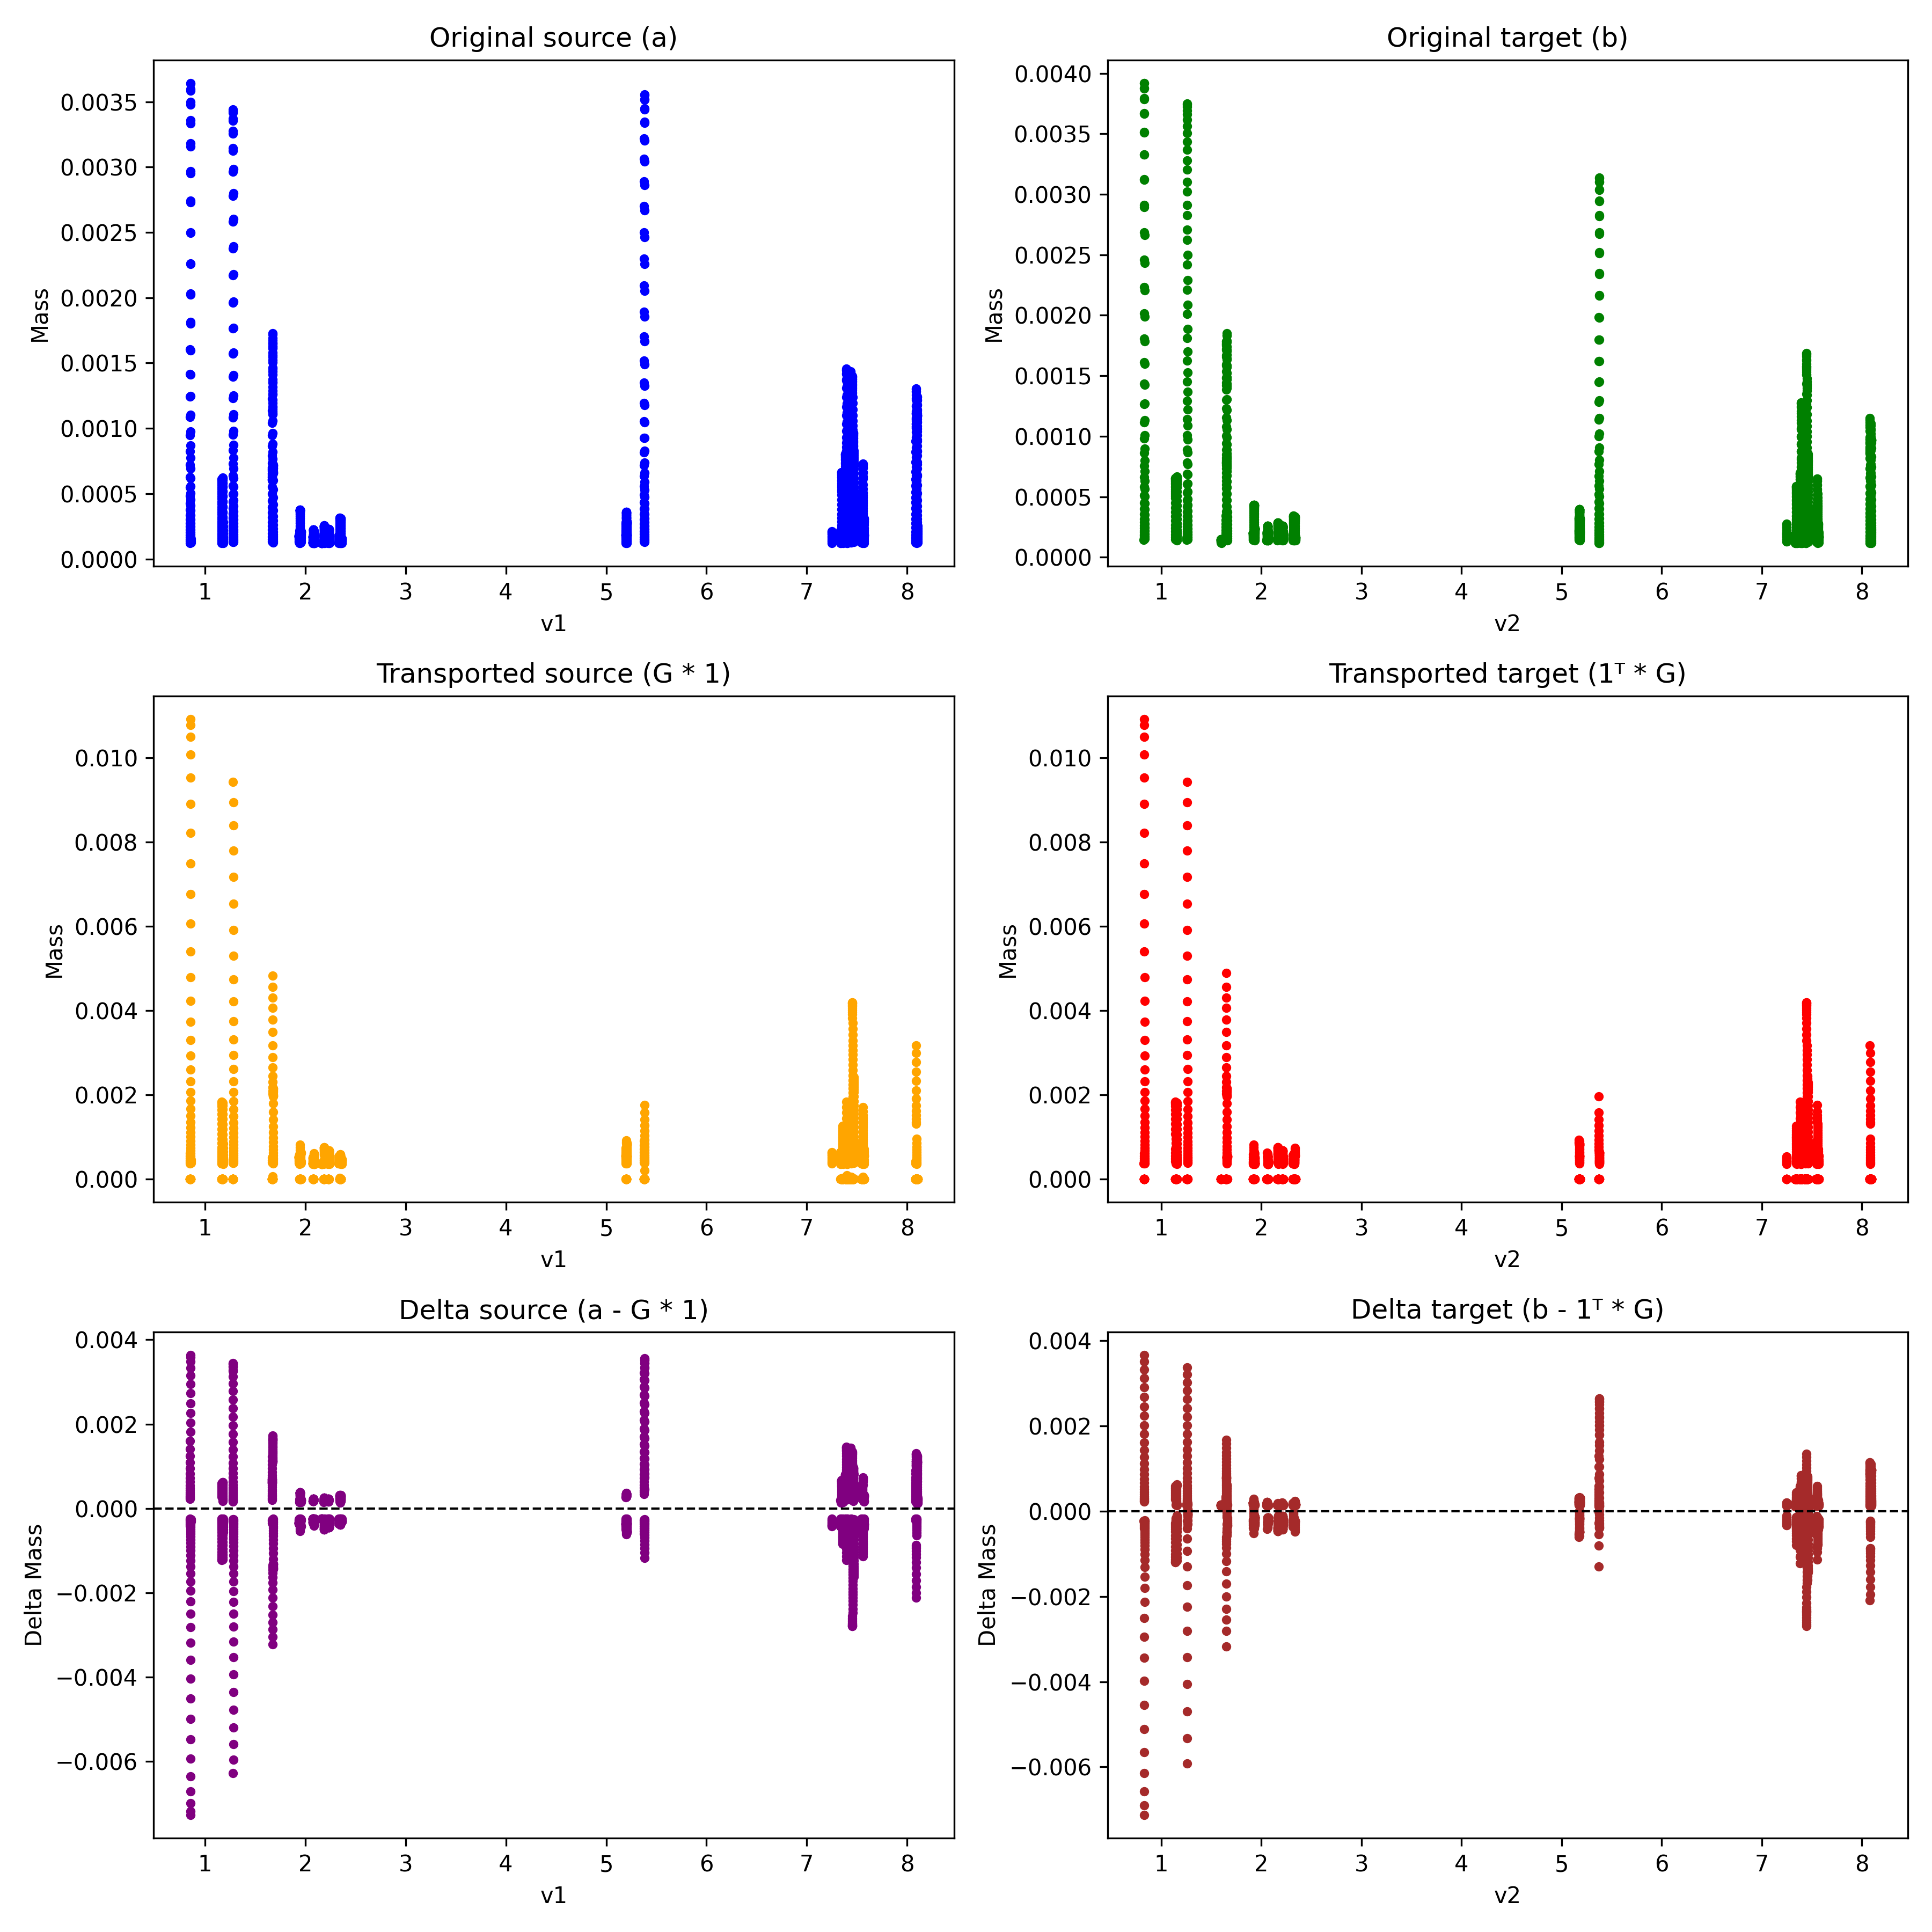 Original source (a)
Mass
0.0035
0.0030
0.0025
0.0020
0.0015
0.0010
0.0005
0.0000
1 2 3 4 5 6 7 8
v1
Original target (b)
Mass
0.0040
0.0035
0.0030
0.0025
0.0020
0.0015
0.0010
0.0005
0.0000
1 2 3 4 5 6 7 8
v2
Transported source (G * 1)
Mass
0.010
0.008
0.006
0.004
0.002
0.000
1 2 3 4 5 6 7 8
v1
Transported target (1ᵀ * G)
Mass
0.010
0.008
0.006
0.004
0.002
0.000
1 2 3 4 5 6 7 8
v2
Delta source (a - G * 1)
Delta Mass
0.004
0.002
0.000
−0.002
−0.004
−0.006
1 2 3 4 5 6 7 8
v1
Delta target (b - 1ᵀ * G)
Delta Mass
0.004
0.002
0.000
−0.002
−0.004
−0.006
1 2 3 4 5 6 7 8
v2